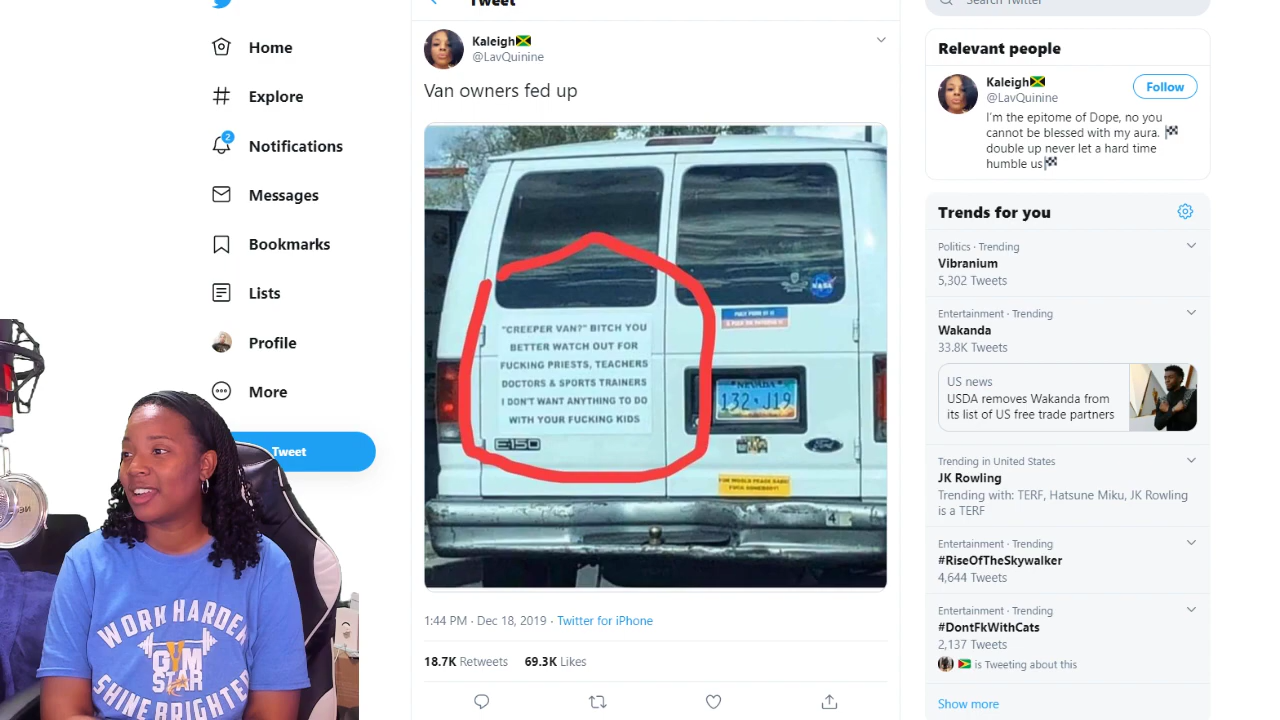 Tweet
Home
Explore
2
Notifications
Messages
Bookmarks
Lists
Profile
More
Tweet
Kaleigh
@LavQuinine
Van owners fed up
NASA
"CREEPER VAN?" BITCH YOU
BETTER WATCH OUT FOR
FUCKING PRIESTS, TEACHERS
DOCTORS & SPORTS TRAINERS
I DON'T WANT ANYTHING TO DO
WITH YOUR FUCKING KIDS
E150
NEVADA
132 J19
Ford
4
1:44 PM · Dec 18, 2019 · Twitter for iPhone
18.7K Retweets 69.3K Likes
Search Twitter
Relevant people
Kaleigh
@LavQuinine
Follow
I'm the epitome of Dope, no you
cannot be blessed with my aura.
double up never let a hard time
humble us
Trends for you
Politics · Trending
Vibranium
5,302 Tweets
Entertainment · Trending
Wakanda
33.8K Tweets
US news
USDA removes Wakanda from
its list of US free trade partners
Trending in United States
JK Rowling
Trending with: TERF, Hatsune Miku, JK Rowling
is a TERF
Entertainment · Trending
#RiseOfTheSkywalker
4,644 Tweets
Entertainment · Trending
#DontFkWithCats
2,137 Tweets
is Tweeting about this
Show more
WORK HARDER
GYM
STAR
SHINE BRIGHTER